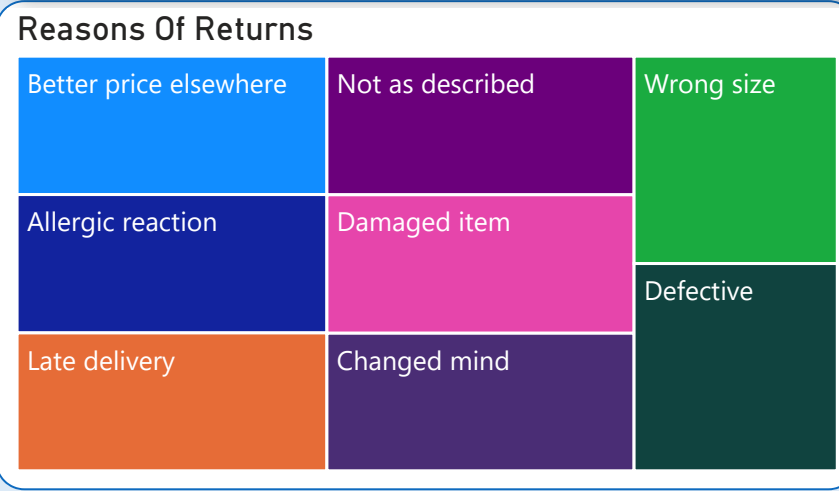 Reasons Of Returns
Better price elsewhere
Allergic reaction
Late delivery
Not as described
Damaged item
Changed mind
Wrong size
Defective